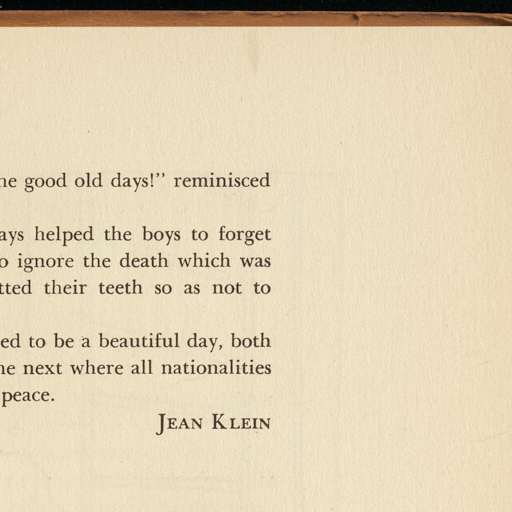 he good old days!" reminisced
ays helped the boys to forget
o ignore the death which was
tted their teeth so as not to
ed to be a beautiful day, both
he next where all nationalities
peace.
JEAN KLEIN